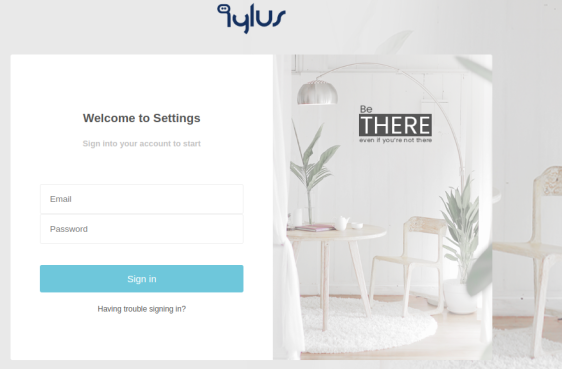 qylus
Welcome to Settings
Sign into your account to start
Email
Password
Sign in
Having trouble signing in?
Be
THERE
even if you're not there